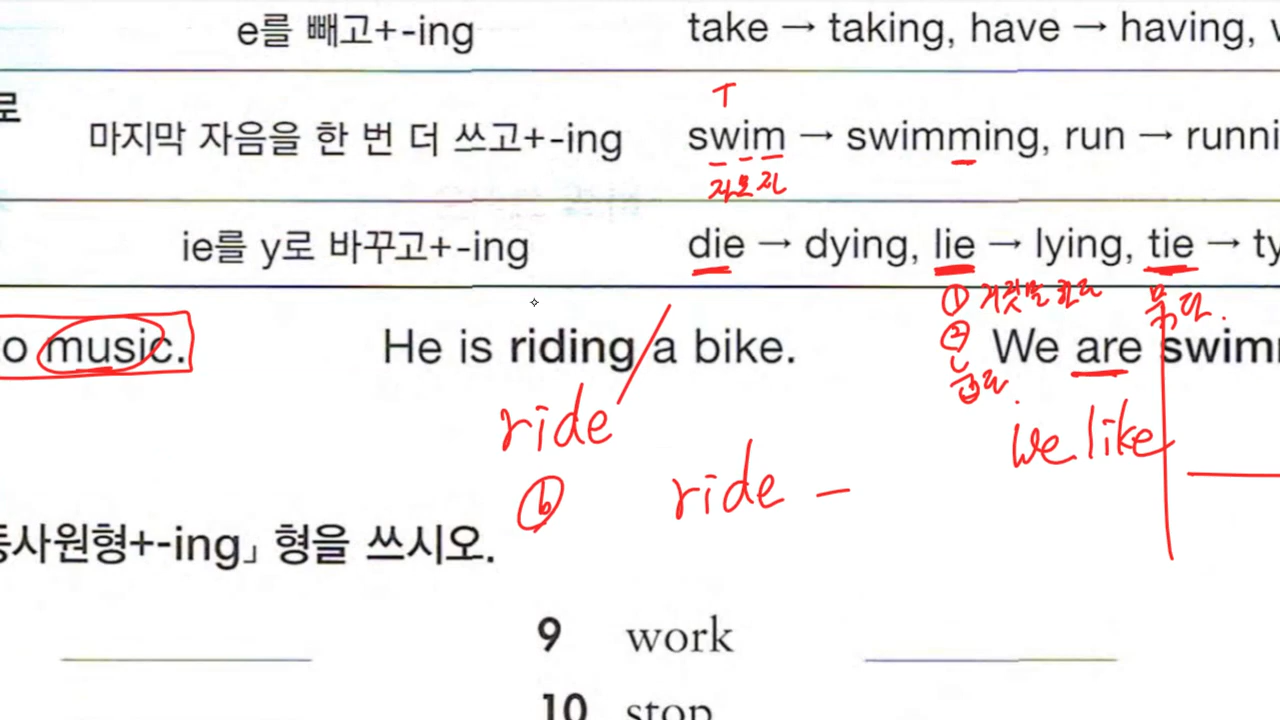 e를 빼고+-ing take → taking, have → having,
T
로 마지막 자음을 한 번 더 쓰고+-ing swim → swimming, run → runni
자모자
ie를 y로 바꾸고+-ing die → dying, lie → lying, tie → ty
① 거짓말 한다 묶다.
o music. He is riding / a bike. ② We are swim
눕다.
ride we like
ⓑ ride –
동사원형+-ing」 형을 쓰시오.
9 work
10 stop